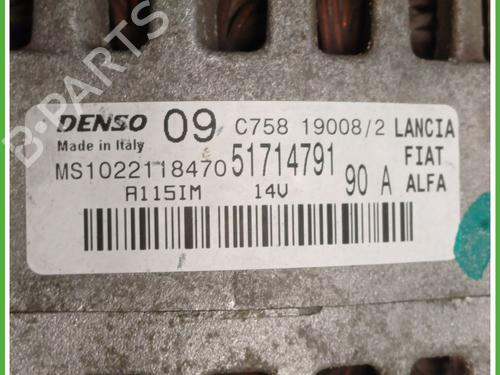 DENSO 09 C758 19008/2 LANCIA
Made in Italy FIAT
MS1022118470 51714791 90 A ALFA
A115IM 14V
B-PARTS